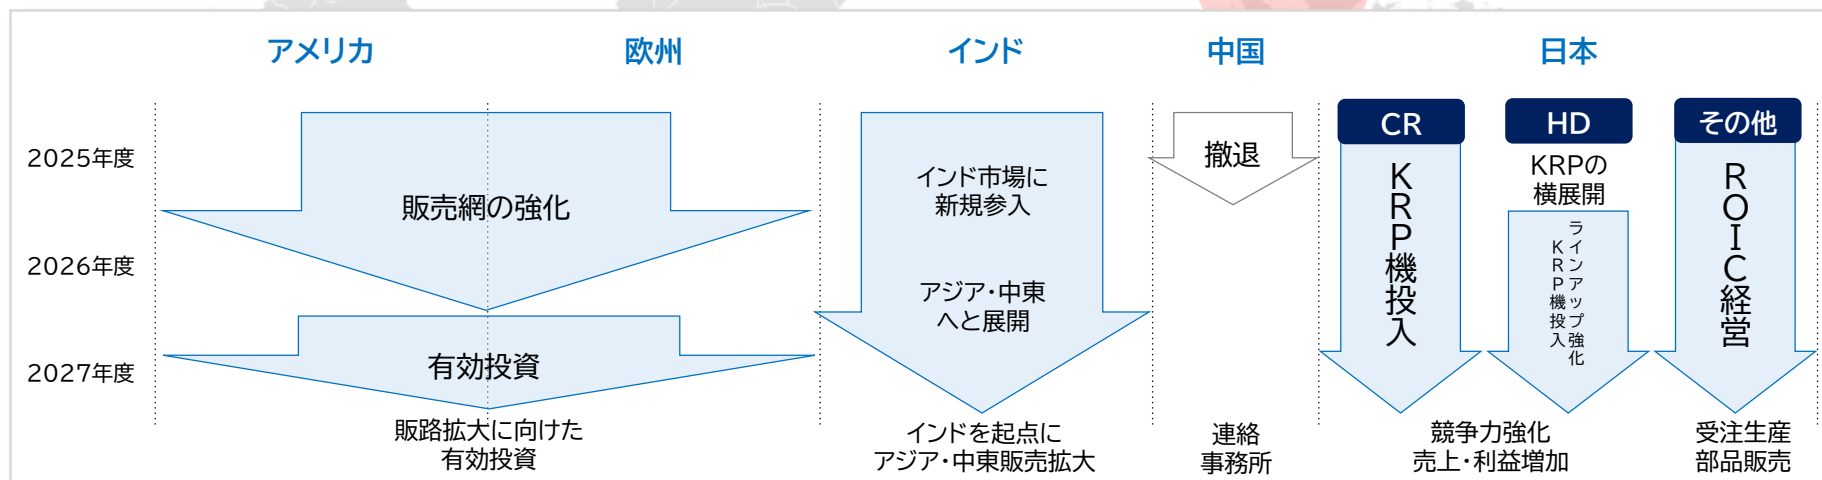 アメリカ
欧州
インド
中国
日本
2025年度
2026年度
2027年度
販売網の強化
有効投資
販路拡大に向けた
有効投資
インド市場に
新規参入
アジア・中東
へと展開
インドを起点に
アジア・中東販売拡大
撤退
連絡
事務所
CR
KRP機投入
HD
KRPの
横展開
ラインアップ強化
KRP機投入
競争力強化
売上・利益増加
その他
ROIC経営
受注生産
部品販売